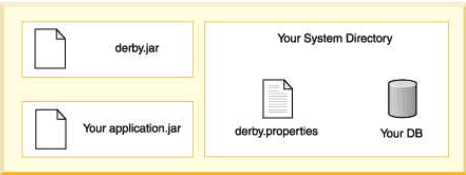 derby.jar
Your System Directory
Your application.jar
derby.properties
Your DB